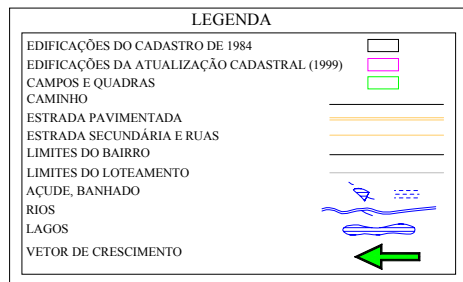 LEGENDA
EDIFICAÇÕES DO CADASTRO DE 1984
EDIFICAÇÕES DA ATUALIZAÇÃO CADASTRAL (1999)
CAMPOS E QUADRAS
CAMINHO
ESTRADA PAVIMENTADA
ESTRADA SECUNDÁRIA E RUAS
LIMITES DO BAIRRO
LIMITES DO LOTEAMENTO
AÇUDE, BANHADO
RIOS
LAGOS
VETOR DE CRESCIMENTO